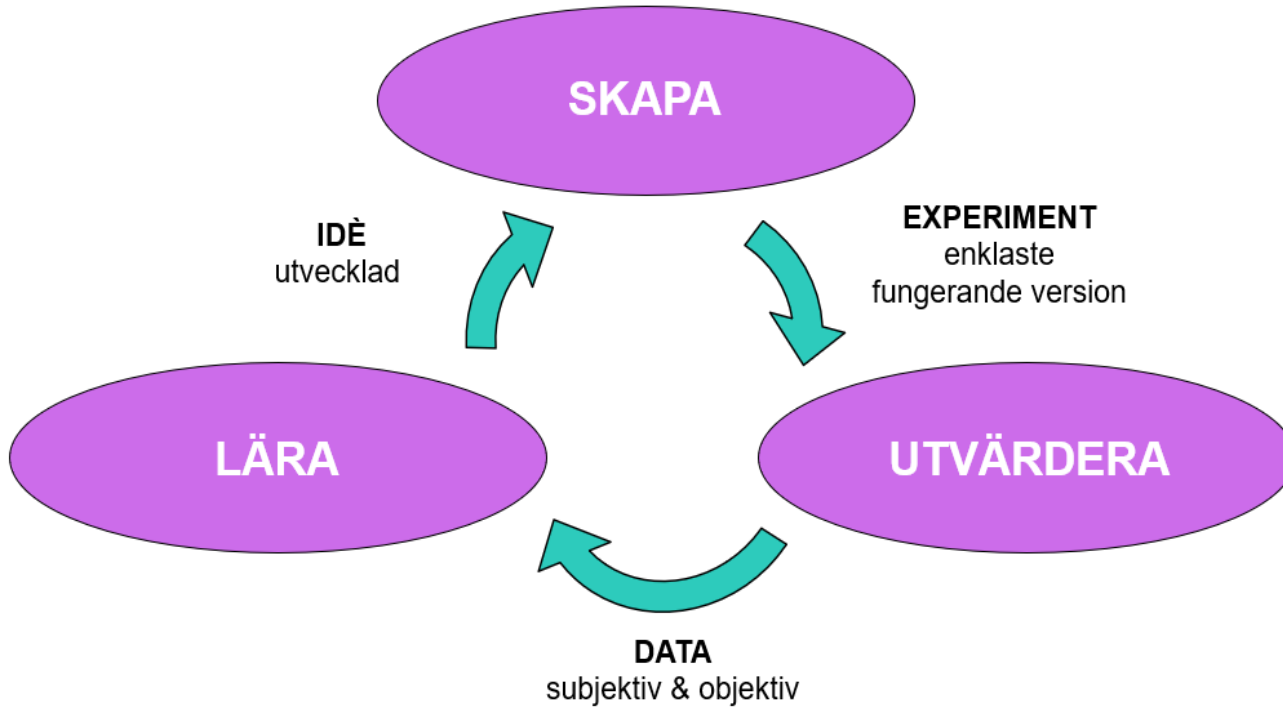 SKAPA
IDÈ
utvecklad
EXPERIMENT
enklaste
fungerande version
LÄRA
UTVÄRDERA
DATA
subjektiv & objektiv